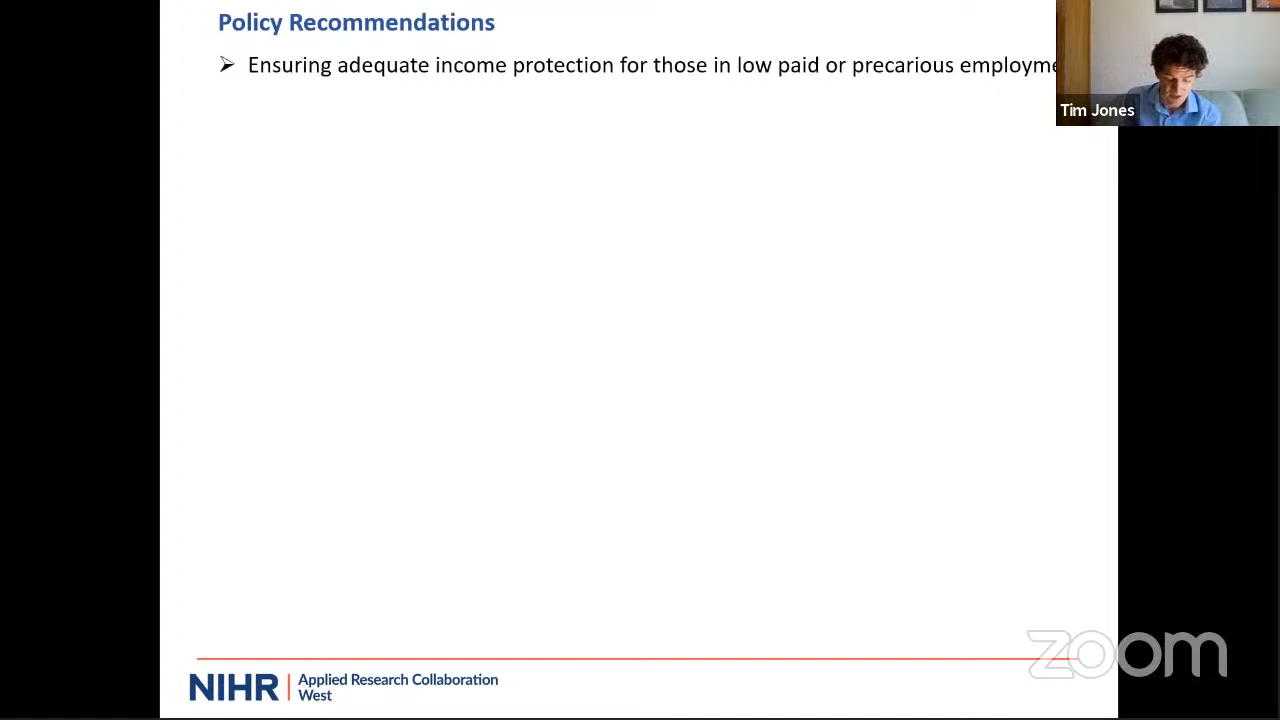 Policy Recommendations
➢ Ensuring adequate income protection for those in low paid or precarious employme
Tim Jones
zoom
NIHR | Applied Research Collaboration
West